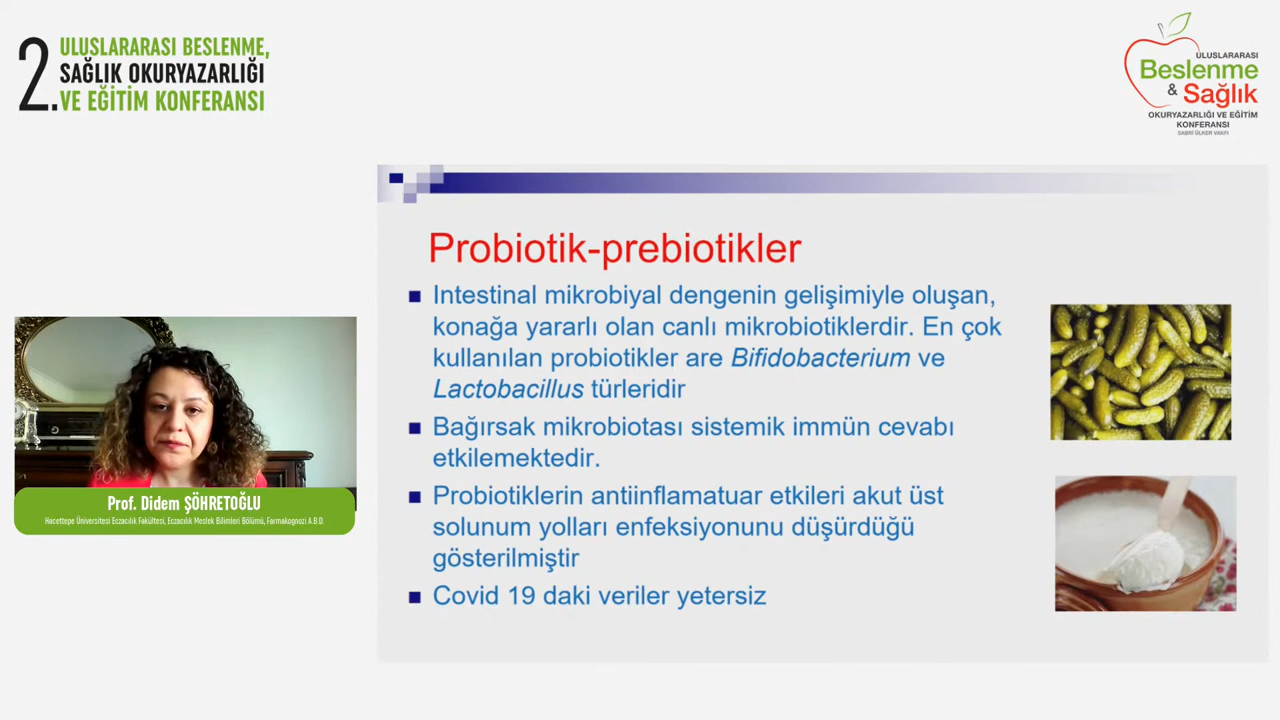 2.
ULUSLARARASI BESLENME,
SAĞLIK OKURYAZARLIĞI
VE EĞİTİM KONFERANSI
ULUSLARARASI
Beslenme
& Sağlık
OKURYAZARLIĞI VE EĞİTİM
KONFERANSI
SABRİ ÜLKER VAKFI
Probiotik-prebiotikler
Intestinal mikrobiyal dengenin gelişimiyle oluşan,
konağa yararlı olan canlı mikrobiotiklerdir. En çok
kullanılan probiotikler are Bifidobacterium ve
Lactobacillus türleridir
Bağırsak mikrobiotası sistemik immün cevabı
etkilemektedir.
Probiotiklerin antiinflamatuar etkileri akut üst
solunum yolları enfeksiyonunu düşürdüğü
gösterilmiştir
Covid 19 daki veriler yetersiz
Prof. Didem ŞÖHRETOĞLU
Hacettepe Üniversitesi Eczacılık Fakültesi, Eczacılık Meslek Bilimleri Bölümü, Farmakognozi A.B.D.